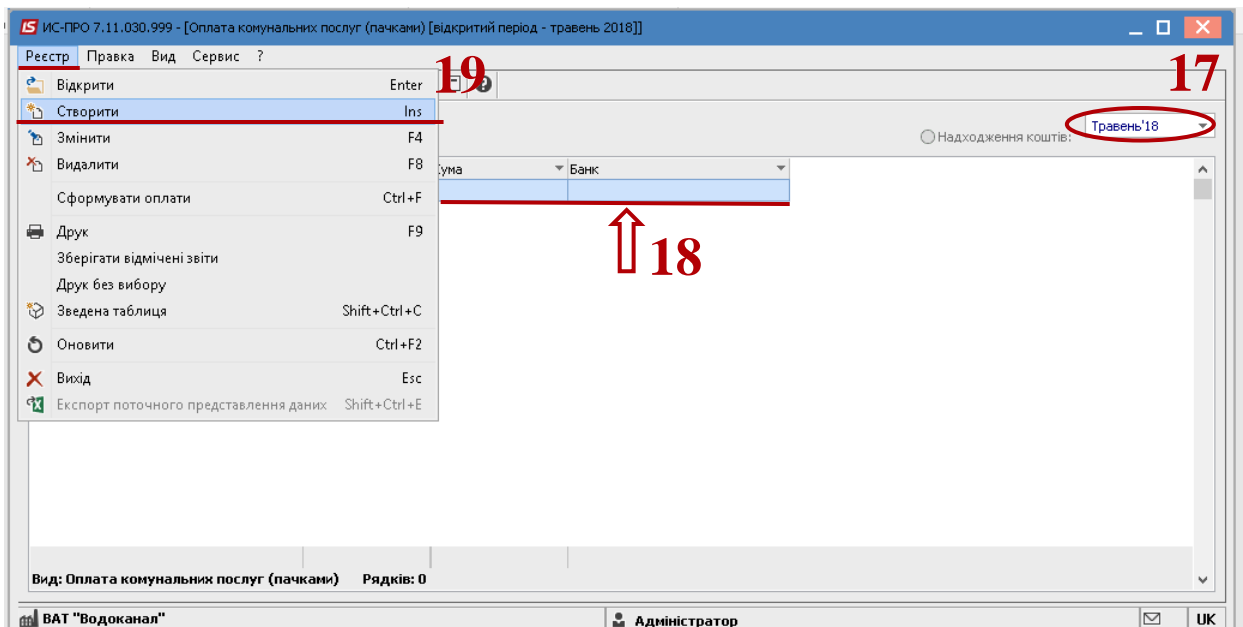 ИС-ПРО 7.11.030.999 - [Оплата комунальних послуг (пачками) [відкритий період - травень 2018]]
Реєстр Правка Вид Сервис ?
19
17
Відкрити Enter
Створити Ins
Змінити F4
Видалити F8
Сформувати оплати Ctrl+F
Друк F9
Зберігати відмічені звіти
Друк без вибору
Зведена таблиця Shift+Ctrl+C
Оновити Ctrl+F2
Вихід Esc
Експорт поточного представлення даних Shift+Ctrl+E
Надходження коштів: Травень'18
ума Банк
18
Вид: Оплата комунальних послуг (пачками) Рядків: 0
ВАТ "Водоканал" Адміністратор UK